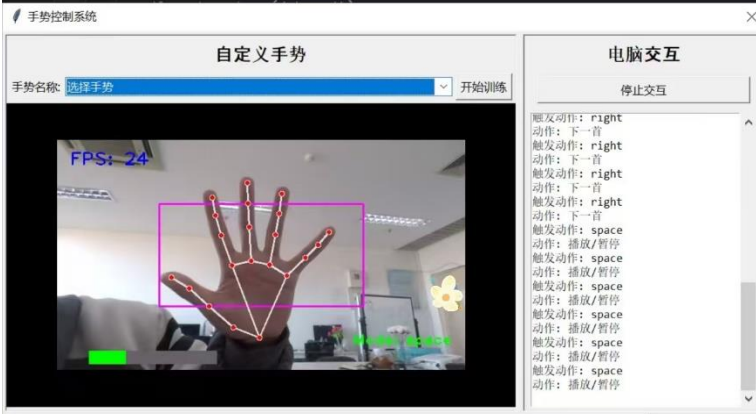 手势控制系统
自定义手势
手势名称:
选择手势
开始训练
FPS: 24
Mode: space
电脑交互
停止交互
触发动作: right
动作: 下一首
触发动作: right
动作: 下一首
触发动作: right
动作: 下一首
触发动作: right
动作: 下一首
触发动作: space
动作: 播放/暂停
触发动作: space
动作: 播放/暂停
触发动作: space
动作: 播放/暂停
触发动作: space
动作: 播放/暂停
触发动作: space
动作: 播放/暂停
触发动作: space
动作: 播放/暂停